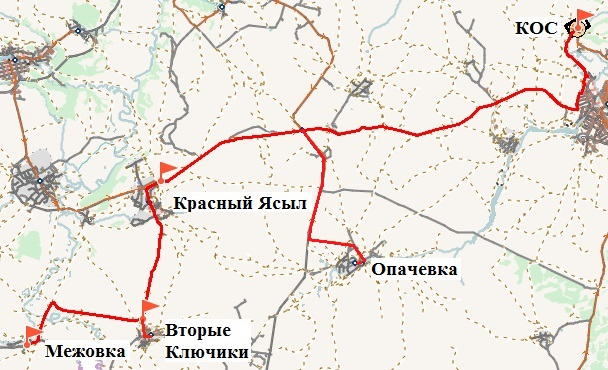 КОС
Красный Ясыл
Опачевка
Вторые
Ключики
Межовка